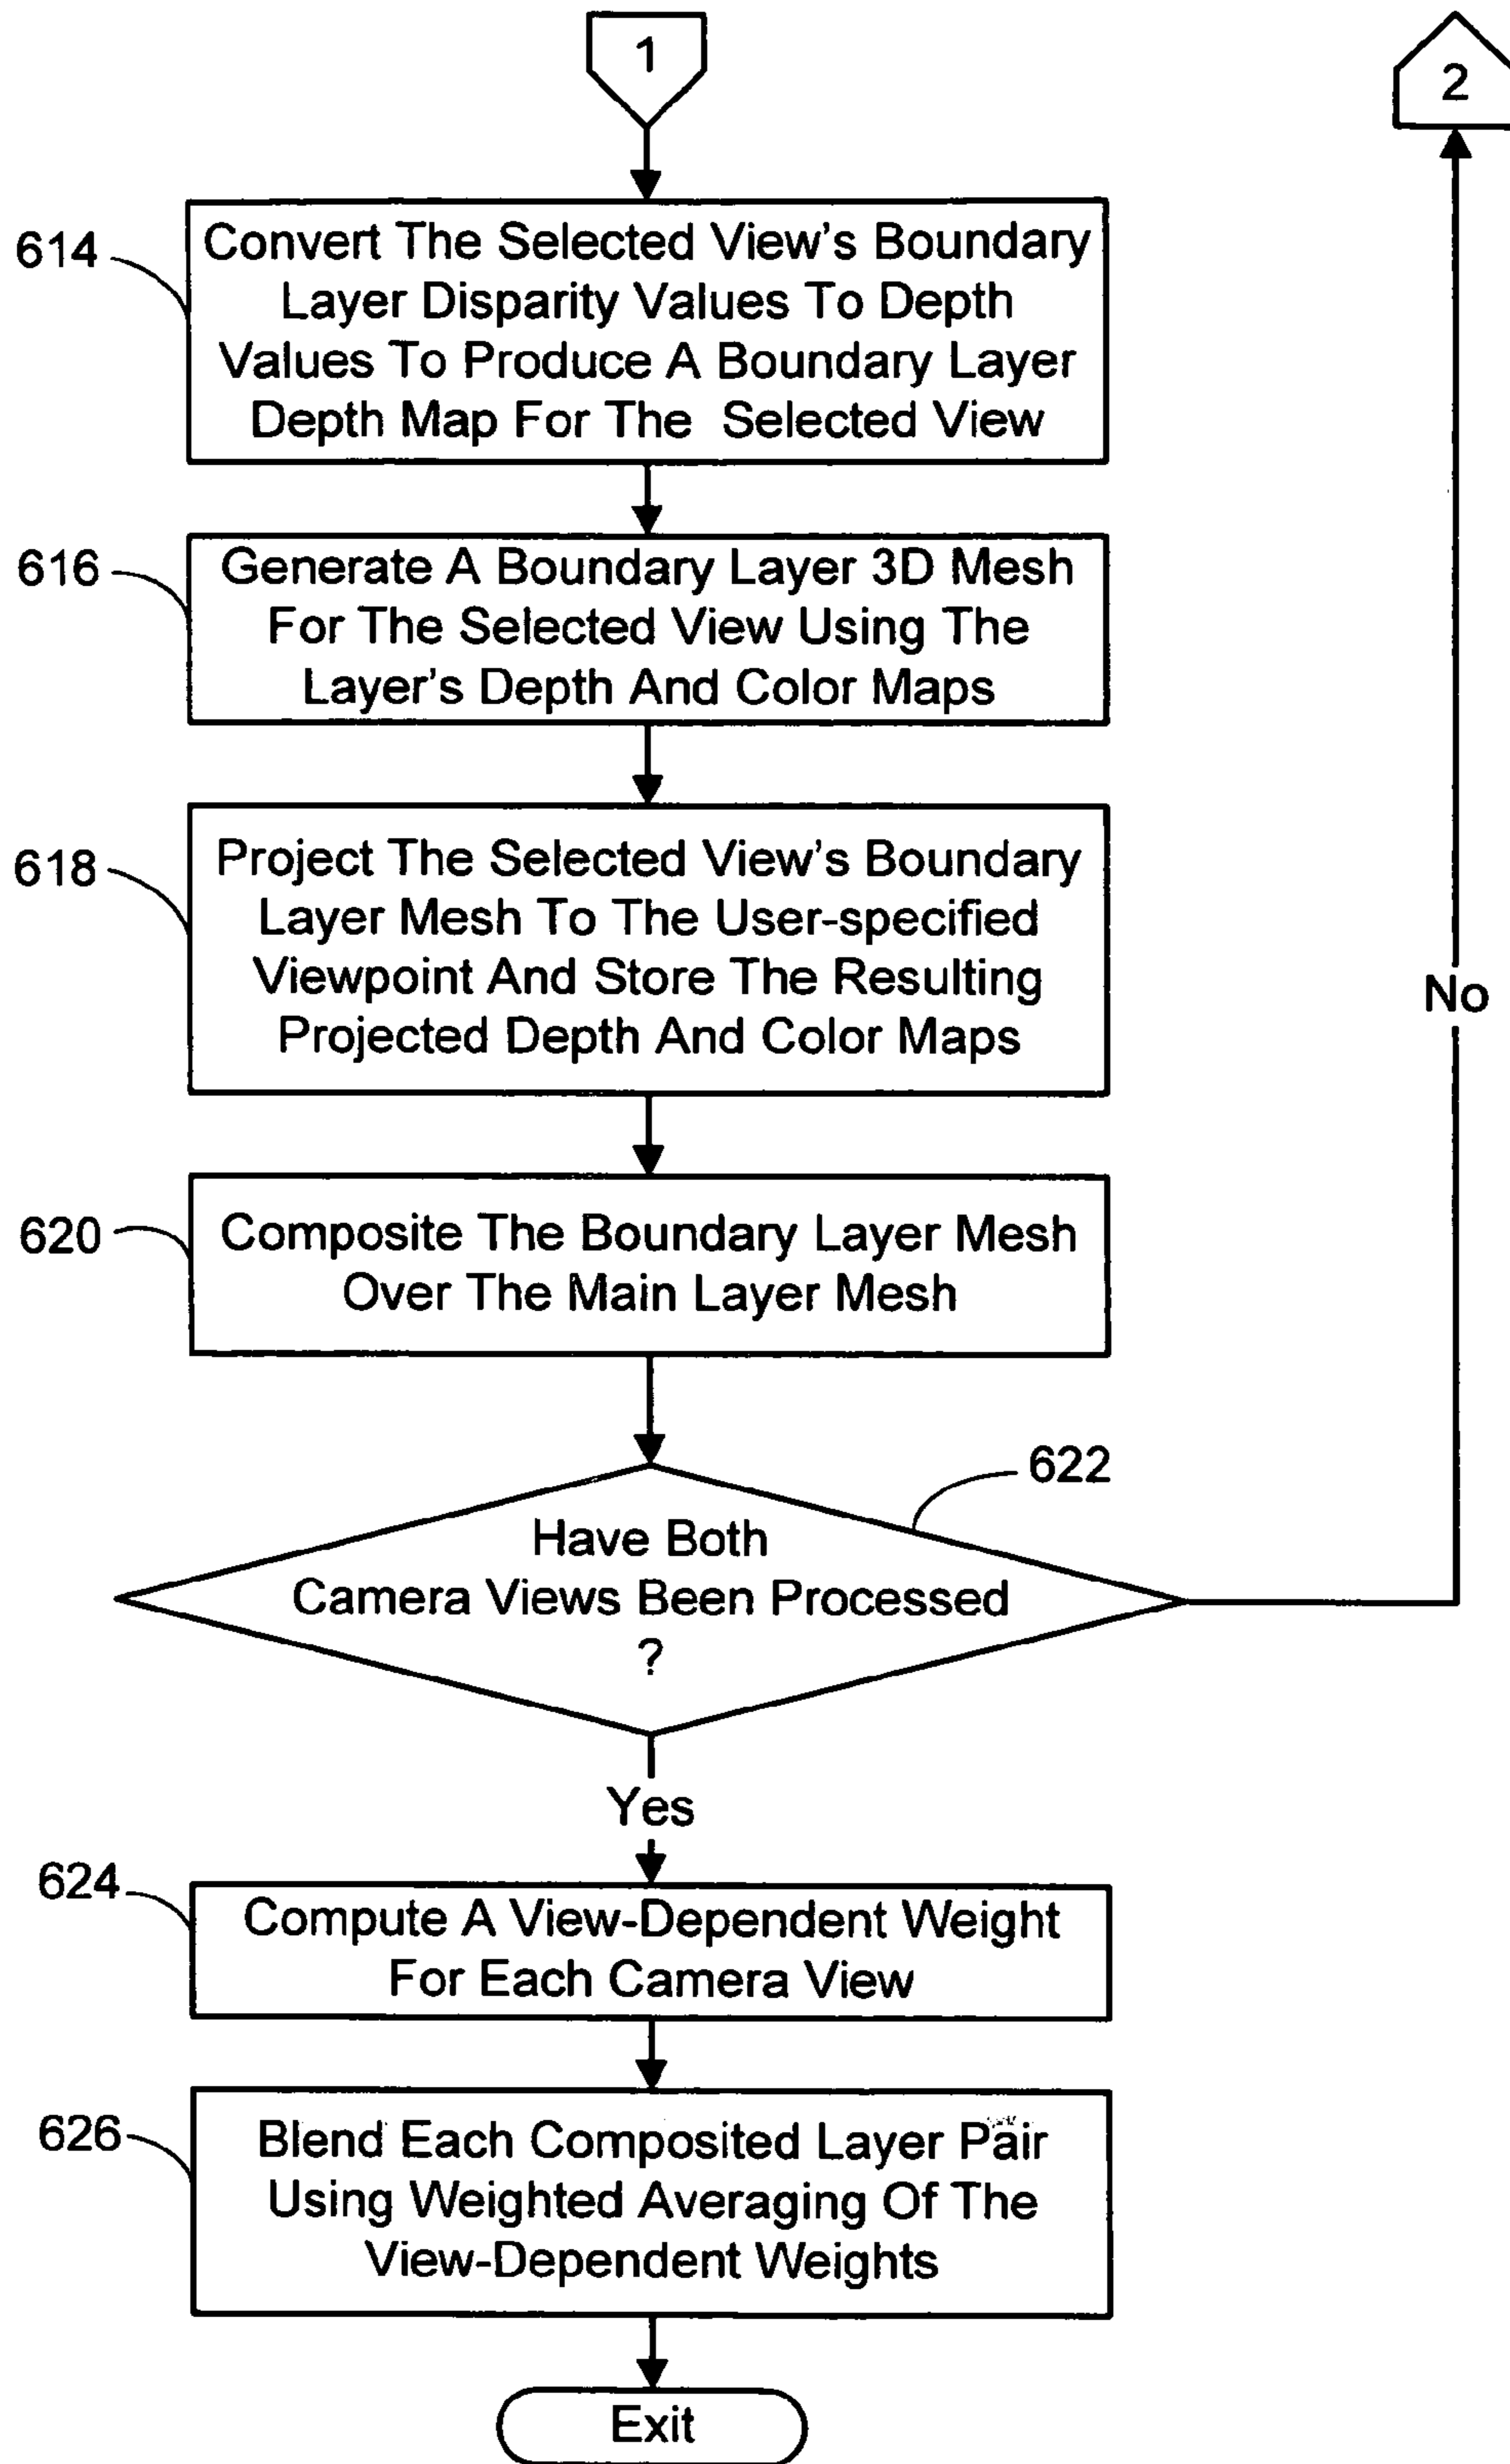 1
2
614
Convert The Selected View's Boundary
Layer Disparity Values To Depth
Values To Produce A Boundary Layer
Depth Map For The Selected View
616
Generate A Boundary Layer 3D Mesh
For The Selected View Using The
Layer's Depth And Color Maps
618
Project The Selected View's Boundary
Layer Mesh To The User-specified
Viewpoint And Store The Resulting
Projected Depth And Color Maps
No
620
Composite The Boundary Layer Mesh
Over The Main Layer Mesh
622
Have Both
Camera Views Been Processed
?
Yes
624
Compute A View-Dependent Weight
For Each Camera View
626
Blend Each Composited Layer Pair
Using Weighted Averaging Of The
View-Dependent Weights
Exit